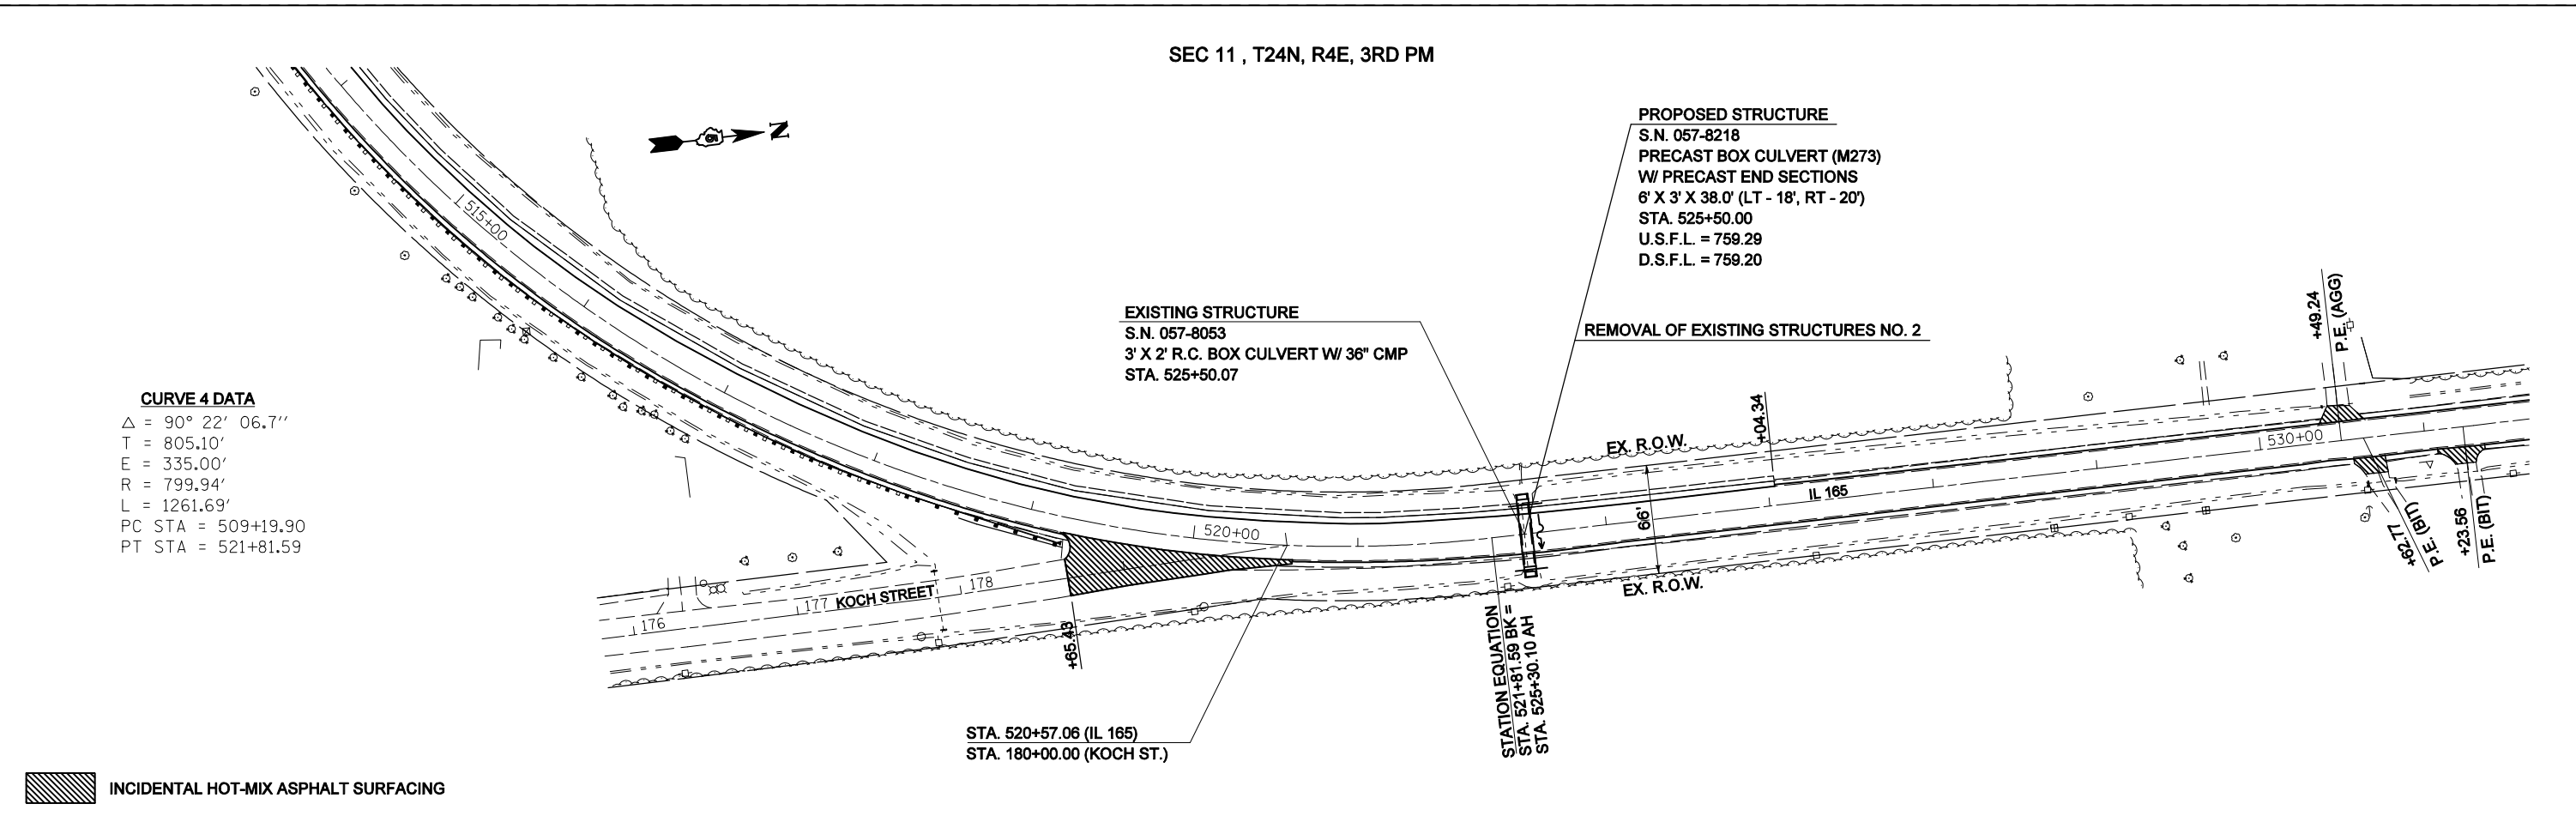 SEC 11 , T24N, R4E, 3RD PM
N
PROPOSED STRUCTURE
S.N. 057-8218
PRECAST BOX CULVERT (M273)
W/ PRECAST END SECTIONS
6' X 3' X 38.0' (LT - 18', RT - 20')
STA. 525+50.00
U.S.F.L. = 759.29
D.S.F.L. = 759.20
EXISTING STRUCTURE
S.N. 057-8053
3' X 2' R.C. BOX CULVERT W/ 36" CMP
STA. 525+50.07
REMOVAL OF EXISTING STRUCTURES NO. 2
515+00
+49.24
P.E. (AGG)
CURVE 4 DATA
△ = 90° 22' 06.7''
T = 805.10'
E = 335.00'
R = 799.94'
L = 1261.69'
PC STA = 509+19.90
PT STA = 521+81.59
+04.34
EX. R.O.W.
530+00
IL 165
66'
520+00
EX. R.O.W.
176
177
KOCH STREET
178
+65.43
+62.77
P.E. (BIT)
+23.56
P.E. (BIT)
STATION EQUATION
STA. 521+81.59 BK =
STA. 525+30.10 AH
STA. 520+57.06 (IL 165)
STA. 180+00.00 (KOCH ST.)
INCIDENTAL HOT-MIX ASPHALT SURFACING